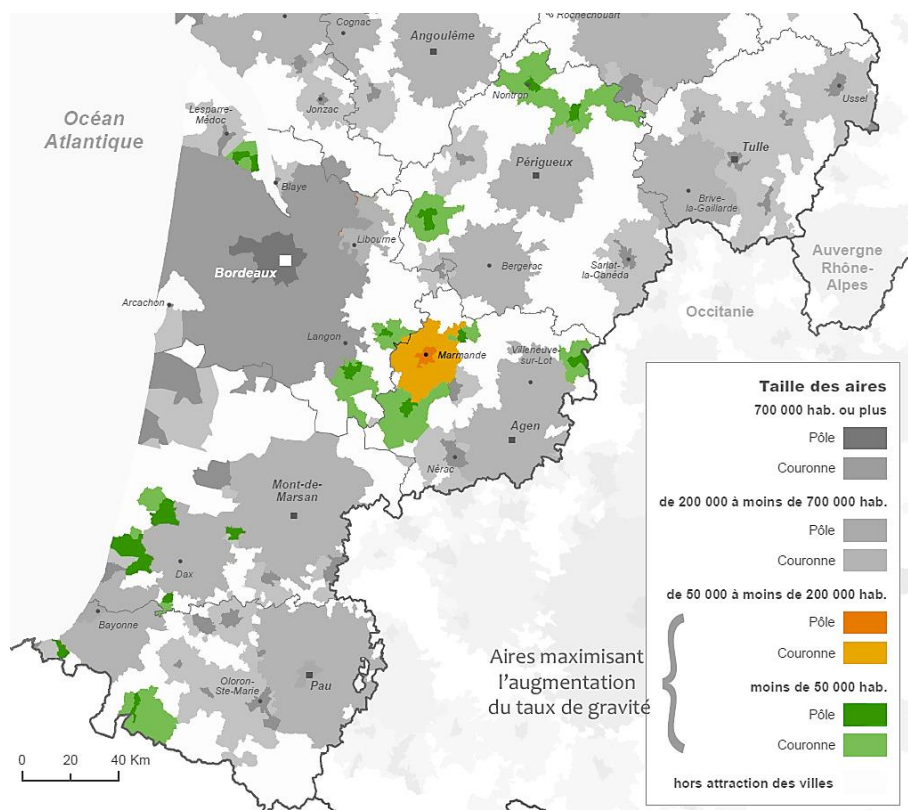 Cognac
Rochechouart
Angoulême
Nontron
Ussel
Océan
Atlantique
Lesparre-
Médoc
Jonzac
Tulle
Périgueux
Blaye
Brive-
la-Gaillarde
Libourne
Bordeaux
Bergerac
Sarlat-
la-Canéda
Auvergne
Rhône-
Alpes
Arcachon
Occitanie
Langon
Marmande
Villeneuve-
sur-Lot
Agen
Nérac
Mont-de-
Marsan
Dax
Bayonne
Oloron-
Ste-Marie
Pau
0 20 40 Km
Aires maximisant
l'augmentation
du taux de gravité
Taille des aires
700 000 hab. ou plus
Pôle
Couronne
de 200 000 à moins de 700 000 hab.
Pôle
Couronne
de 50 000 à moins de 200 000 hab.
Pôle
Couronne
moins de 50 000 hab.
Pôle
Couronne
hors attraction des villes